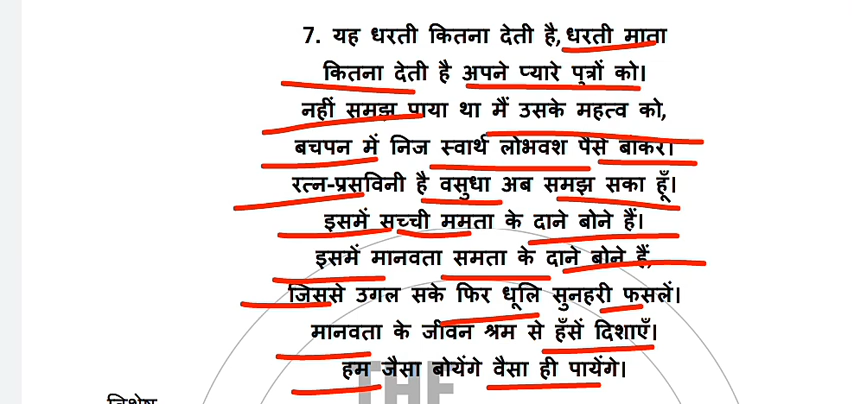 7. यह धरती कितना देती है, धरती माता
कितना देती है अपने प्यारे पुत्रों को।
नहीं समझ पाया था मैं उसके महत्व को,
बचपन में निज स्वार्थ लोभवश पैसे बोकर।
रत्न-प्रसविनी है वसुधा अब समझ सका हूँ।
इसमें सच्ची ममता के दाने बोने हैं।
इसमें मानवता समता के दाने बोने हैं,
जिससे उगल सके फिर धूलि सुनहरी फसलें।
मानवता के जीवन श्रम से हँसें दिशाएँ।
हम जैसा बोयेंगे वैसा ही पायेंगे।
THE